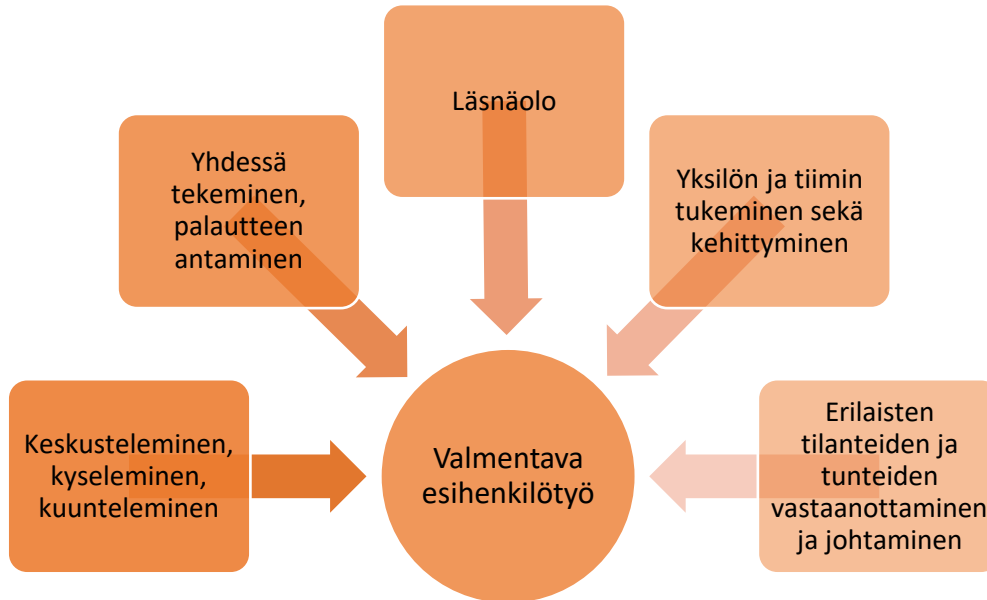 Läsnäolo
Yhdessä
tekeminen,
palautteen
antaminen
Yksilön ja tiimin
tukeminen sekä
kehittyminen
Keskusteleminen,
kyseleminen,
kuunteleminen
Valmentava
esihenkilötyö
Erilaisten
tilanteiden ja
tunteiden
vastaanottaminen
ja johtaminen